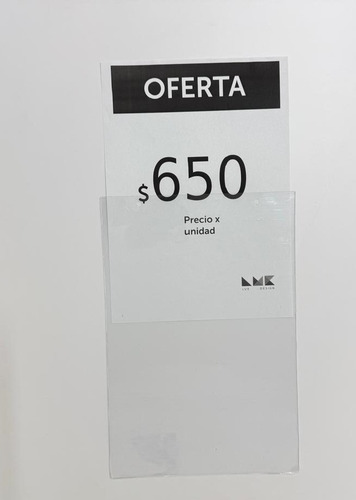 OFERTA
$650
Precio x
unidad